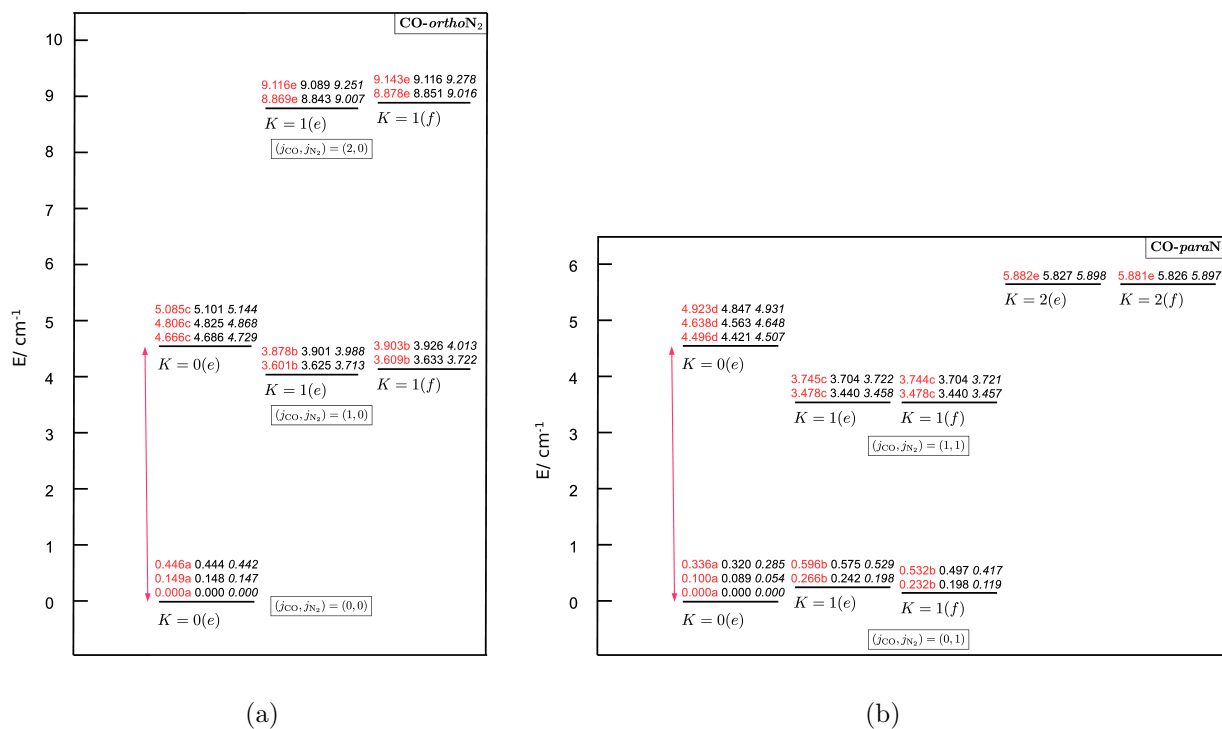 CO-orthoN₂
10
9
8
7
6
5
4
3
2
1
0
E/ cm⁻¹
9.116e 9.089 9.251
8.869e 8.843 9.007
K = 1(e)
9.143e 9.116 9.278
8.878e 8.851 9.016
K = 1(f)
(j_CO, j_N₂) = (2, 0)
5.085c 5.101 5.144
4.806c 4.825 4.868
4.666c 4.686 4.729
K = 0(e)
3.878b 3.901 3.988
3.601b 3.625 3.713
K = 1(e)
3.903b 3.926 4.013
3.609b 3.633 3.722
K = 1(f)
(j_CO, j_N₂) = (1, 0)
0.446a 0.444 0.442
0.149a 0.148 0.147
0.000a 0.000 0.000
K = 0(e)
(j_CO, j_N₂) = (0, 0)
(a)
CO-paraN
6
5
4
3
2
1
0
E/ cm⁻¹
5.882e 5.827 5.898
K = 2(e)
5.881e 5.826 5.897
K = 2(f)
4.923d 4.847 4.931
4.638d 4.563 4.648
4.496d 4.421 4.507
K = 0(e)
3.745c 3.704 3.722
3.478c 3.440 3.458
K = 1(e)
3.744c 3.704 3.721
3.478c 3.440 3.457
K = 1(f)
(j_CO, j_N₂) = (1, 1)
0.336a 0.320 0.285
0.100a 0.089 0.054
0.000a 0.000 0.000
K = 0(e)
0.596b 0.575 0.529
0.266b 0.242 0.198
K = 1(e)
0.532b 0.497 0.417
0.232b 0.198 0.119
K = 1(f)
(j_CO, j_N₂) = (0, 1)
(b)